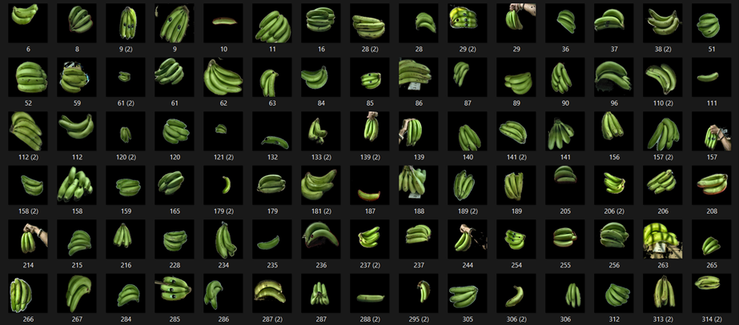 6 8 9 (2) 9 10 11 16 28 (2) 28 29 (2) 29 36 37 38 (2) 51
52 59 61 (2) 61 62 63 84 85 86 87 89 90 96 110 (2) 111
112 (2) 112 120 (2) 120 121 (2) 132 133 (2) 139 (2) 139 140 141 (2) 141 156 157 (2) 157
158 (2) 158 159 165 179 (2) 179 181 (2) 187 188 189 (2) 189 205 206 (2) 206 208
214 215 216 228 234 235 236 237 (2) 237 244 254 255 256 263 265
266 267 284 285 286 287 (2) 287 288 (2) 295 (2) 305 306 (2) 306 312 313 (2) 314 (2)